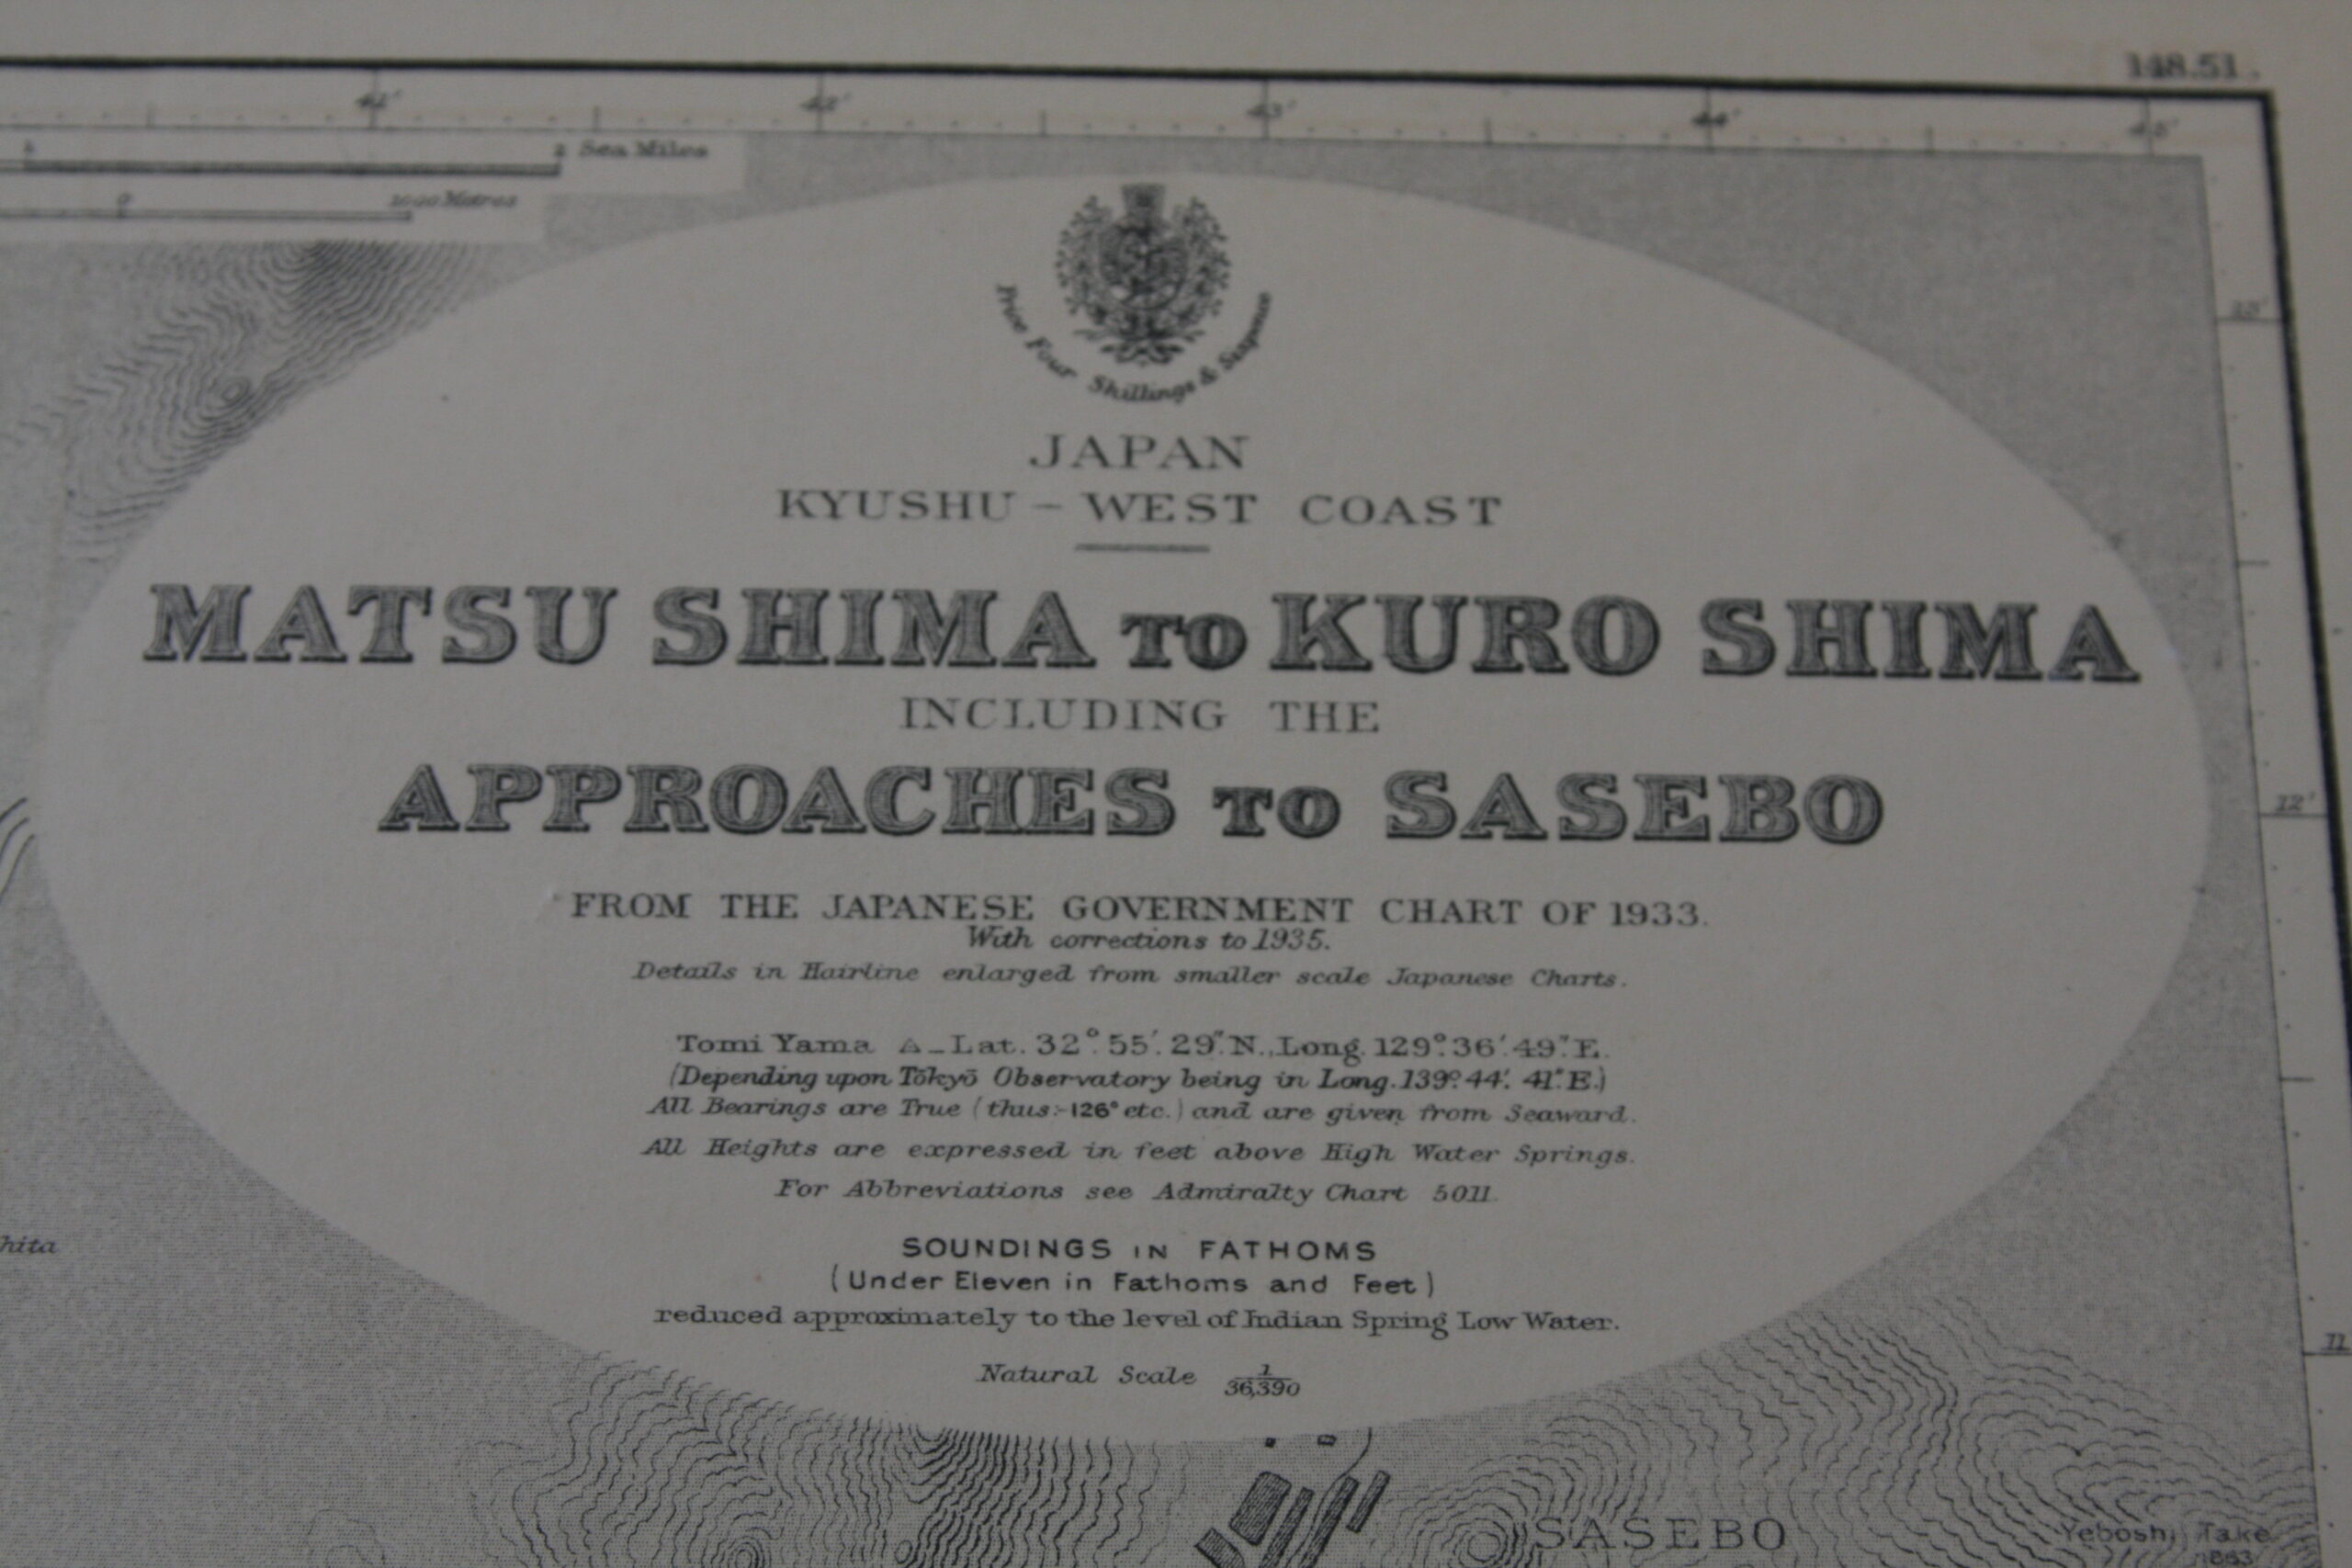 148.51.
41' 42' 43' 44' 45'
2 Sea Miles
0 Metres
Price Four Shillings & Sixpence
JAPAN
KYUSHU – WEST COAST
13'
MATSU SHIMA TO KURO SHIMA
INCLUDING THE
APPROACHES TO SASEBO
12'
FROM THE JAPANESE GOVERNMENT CHART OF 1933.
With corrections to 1935.
Details in Hairline enlarged from smaller scale Japanese Charts.
Tomi Yama △ – Lat. 32° 55' 29" N., Long. 129° 36' 49" E.
(Depending upon Tōkyō Observatory being in Long. 139° 44' 41" E.)
All Bearings are True (thus:- 126° etc.) and are given from Seaward.
All Heights are expressed in feet above High Water Springs.
For Abbreviations see Admiralty Chart 5011.
hita
SOUNDINGS IN FATHOMS
(Under Eleven in Fathoms and Feet)
reduced approximately to the level of Indian Spring Low Water.
11
Natural Scale 1/36,390
SASEBO
Yeboshi Take